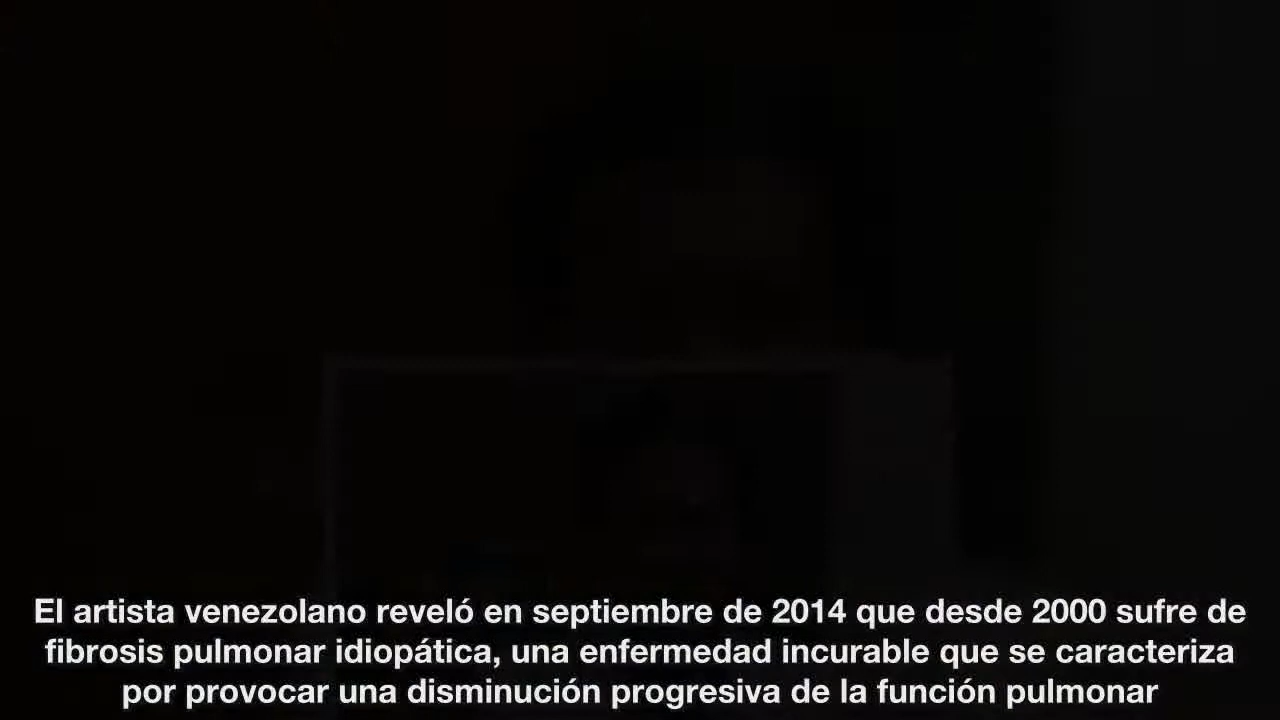 El artista venezolano reveló en septiembre de 2014 que desde 2000 sufre de
fibrosis pulmonar idiopática, una enfermedad incurable que se caracteriza
por provocar una disminución progresiva de la función pulmonar